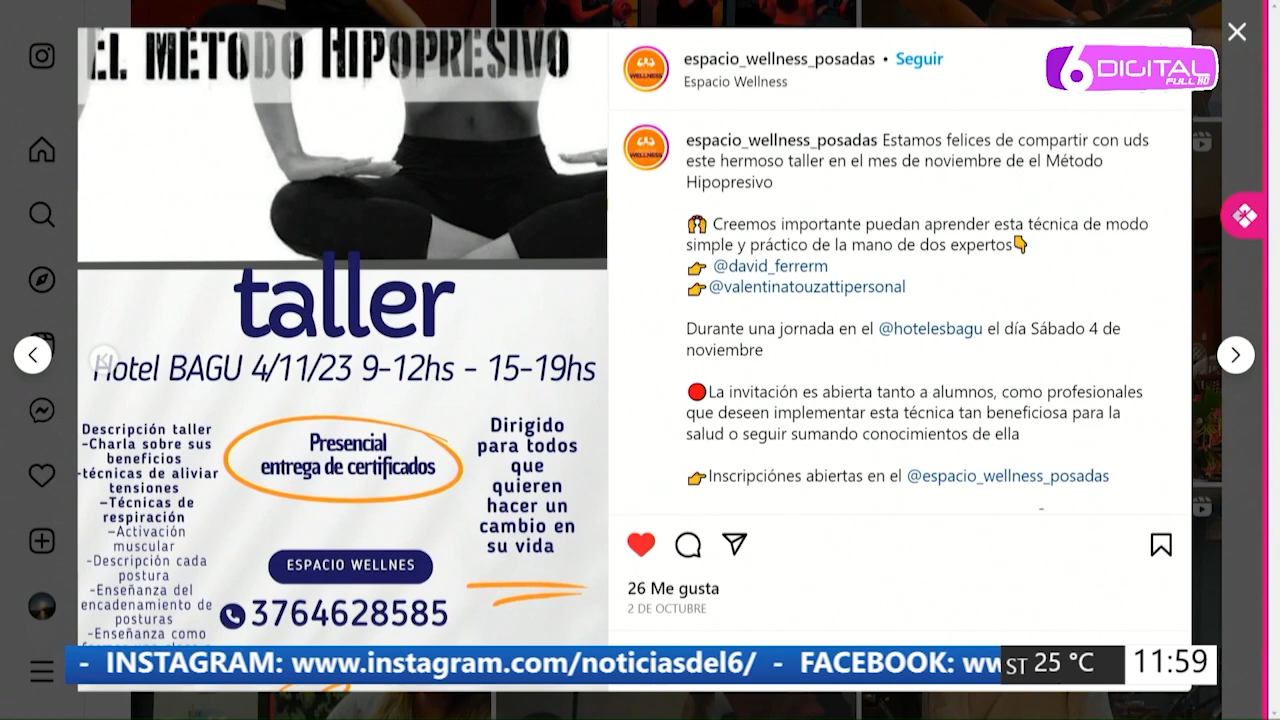 EL MÉTODO HIPOPRESIVO
taller
Hotel BAGU 4/11/23 9-12hs - 15-19hs
Descripción taller
-Charla sobre sus
beneficios
-técnicas de aliviar
tensiones
-Técnicas de
respiración
-Activación
muscular
-Descripción cada
postura
-Enseñanza del
encadenamiento de
posturas
-Enseñanza como
Presencial
entrega de certificados
ESPACIO WELLNES
3764628585
Dirigido
para todos
que
quieren
hacer un
cambio en
su vida
WELLNESS
espacio_wellness_posadas • Seguir
Espacio Wellness
6 DIGITAL
FULL HD
WELLNESS
espacio_wellness_posadas Estamos felices de compartir con uds
este hermoso taller en el mes de noviembre de el Método
Hipopresivo
Creemos importante puedan aprender esta técnica de modo
simple y práctico de la mano de dos expertos
@david_ferrerm
@valentinatouzattipersonal
Durante una jornada en el @hotelesbagu el día Sábado 4 de
noviembre
La invitación es abierta tanto a alumnos, como profesionales
que deseen implementar esta técnica tan beneficiosa para la
salud o seguir sumando conocimientos de ella
Inscripciónes abiertas en el @espacio_wellness_posadas
26 Me gusta
2 DE OCTUBRE
- INSTAGRAM: www.instagram.com/noticiasdel6/ - FACEBOOK: ww
ST 25 °C
11:59